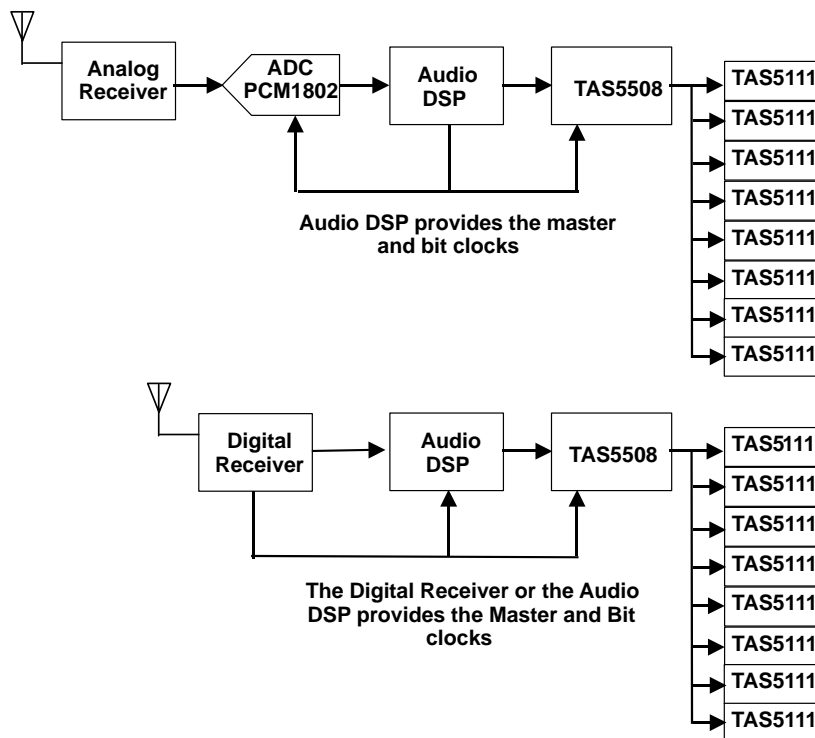 Analog
Receiver
ADC
PCM1802
Audio
DSP
TAS5508
TAS5111
TAS5111
TAS5111
TAS5111
TAS5111
TAS5111
TAS5111
TAS5111
Audio DSP provides the master
and bit clocks
Digital
Receiver
Audio
DSP
TAS5508
TAS5111
TAS5111
TAS5111
TAS5111
TAS5111
TAS5111
TAS5111
TAS5111
The Digital Receiver or the Audio
DSP provides the Master and Bit
clocks